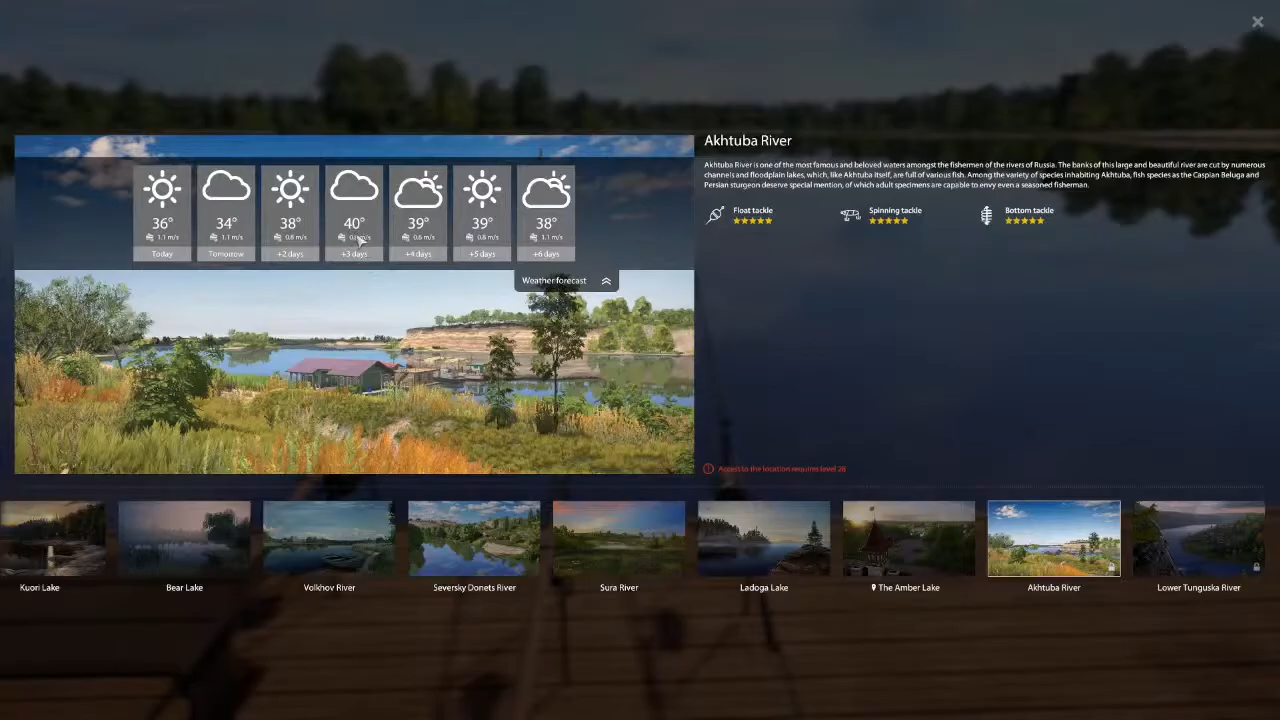 Akhtuba River
Akhtuba River is one of the most famous and beloved waters amongst the fishermen of the rivers of Russia. The banks of this large and beautiful river are cut by numerous
channels and floodplain lakes, which, like Akhtuba itself, are full of various fish. Among the variety of species inhabiting Akhtuba, fish species as the Caspian Beluga and
Persian sturgeon deserve special mention, of which adult specimens are capable to envy even a seasoned fisherman.
Float tackle
Spinning tackle
Bottom tackle
36° 34° 38° 40° 39° 39° 38°
1.1 m/s 1.1 m/s 0.8 m/s 0.6 m/s 0.8 m/s 1.1 m/s
Today Tomorrow +2 days +3 days +4 days +5 days +6 days
Weather forecast
Access to the location requires level 28
Kuori Lake Bear Lake Volkhov River Seversky Donets River Sura River Ladoga Lake The Amber Lake Akhtuba River Lower Tunguska River